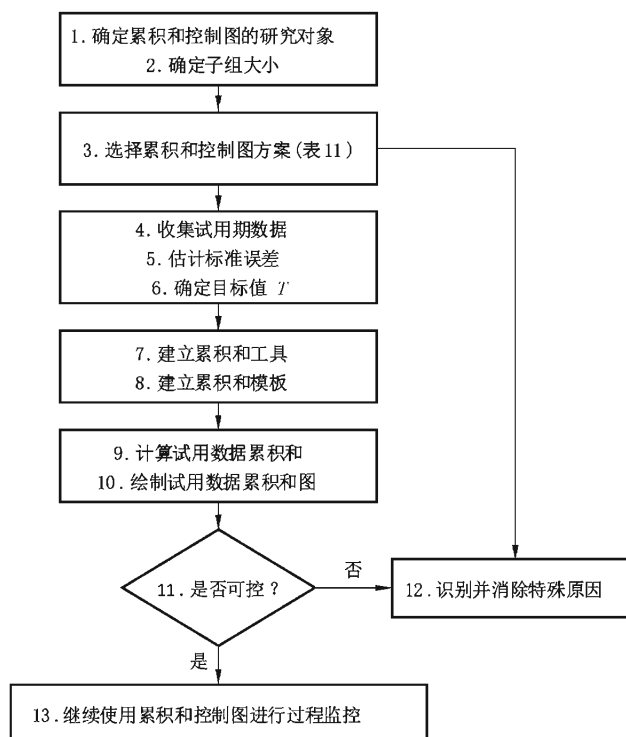 1.确定累积和控制图的研究对象
2.确定子组大小
3.选择累积和控制图方案(表11)
4.收集试用期数据
5.估计标准误差
6.确定目标值 T
7.建立累积和工具
8.建立累积和模板
9.计算试用数据累积和
10.绘制试用数据累积和图
11.是否可控?
否
12.识别并消除特殊原因
是
13.继续使用累积和控制图进行过程监控